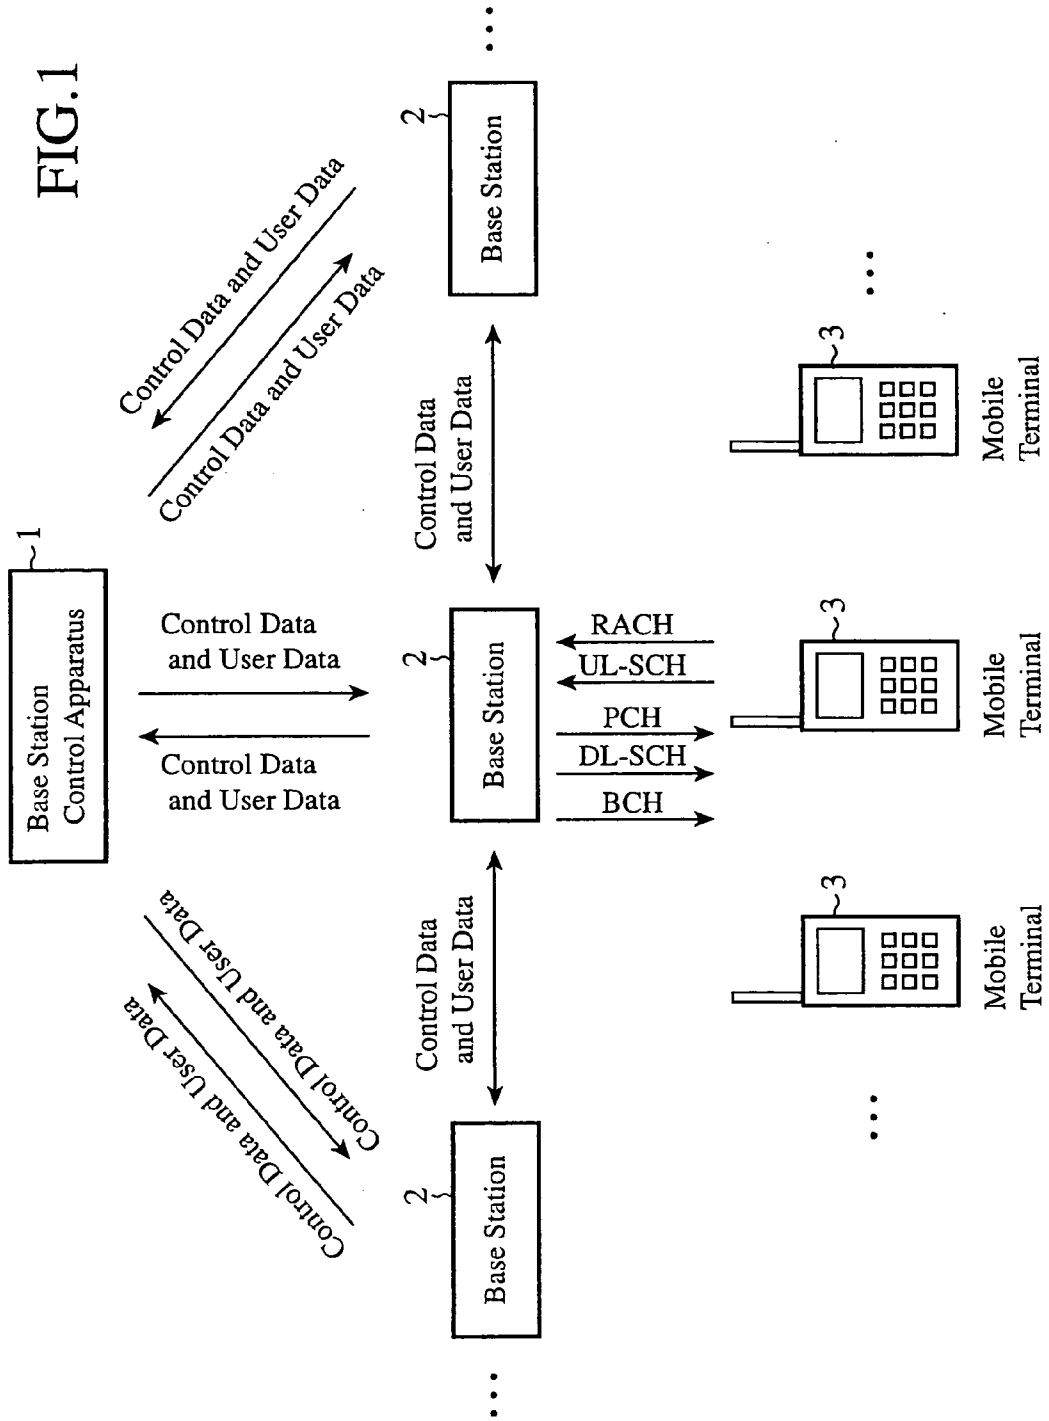 FIG.1
Base Station
Control Apparatus
1
Control Data and User Data
Control Data and User Data
Control Data
and User Data
Control Data
and User Data
Control Data and User Data
Control Data and User Data
2
Base Station
Control Data
and User Data
2
Base Station
Control Data
and User Data
2
Base Station
BCH
DL-SCH
PCH
UL-SCH
RACH
3
Mobile
Terminal
3
Mobile
Terminal
3
Mobile
Terminal